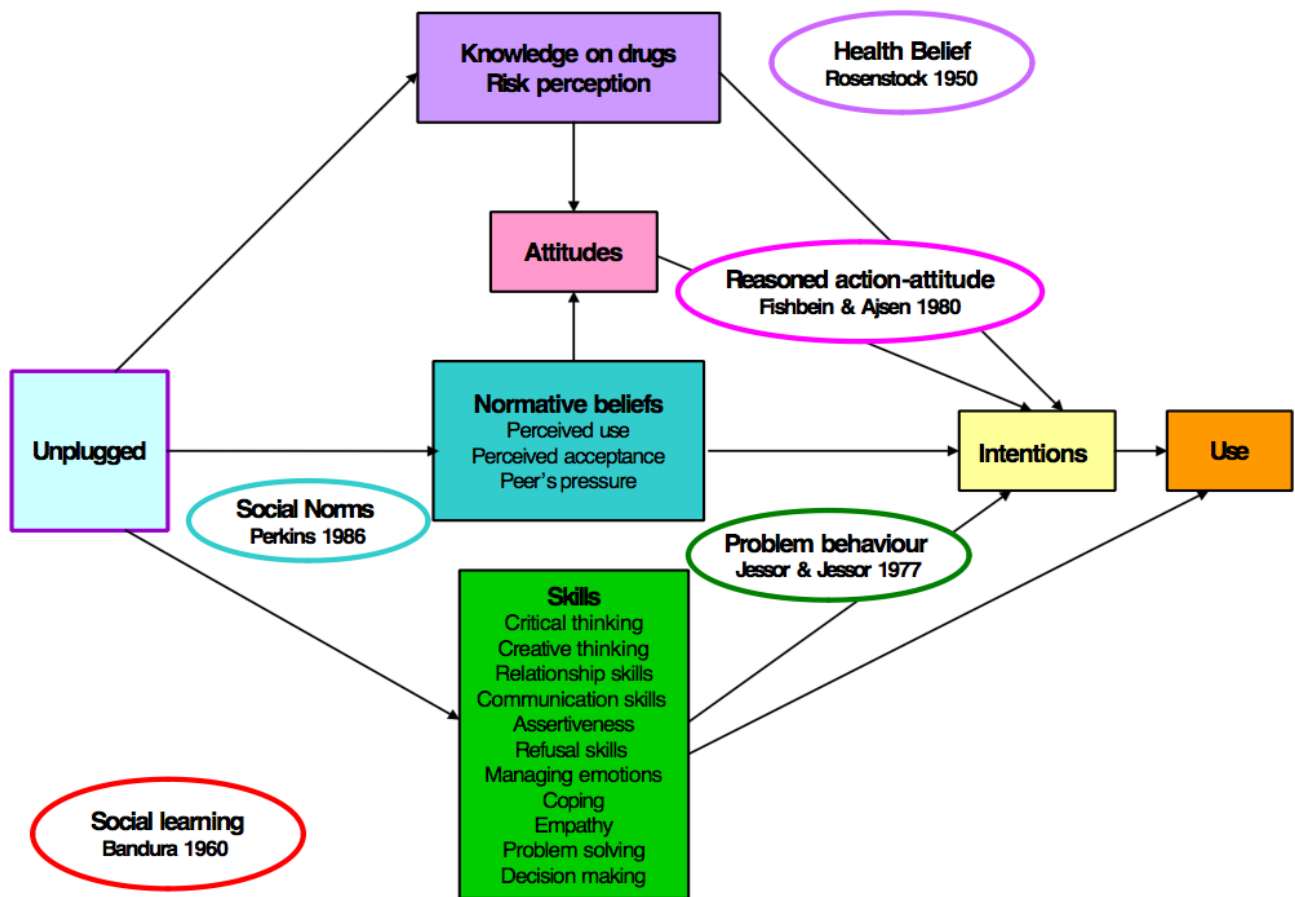 Knowledge on drugs
Risk perception
Health Belief
Rosenstock 1950
Attitudes
Reasoned action-attitude
Fishbein & Ajsen 1980
Unplugged
Normative beliefs
Perceived use
Perceived acceptance
Peer's pressure
Intentions
Use
Social Norms
Perkins 1986
Problem behaviour
Jessor & Jessor 1977
Skills
Critical thinking
Creative thinking
Relationship skills
Communication skills
Assertiveness
Refusal skills
Managing emotions
Coping
Empathy
Problem solving
Decision making
Social learning
Bandura 1960